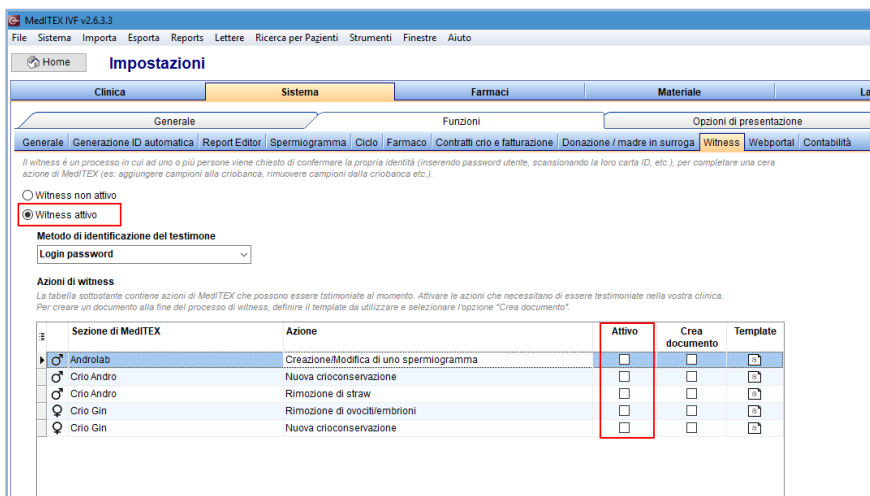 MedITEX IVF v2.6.3.3
File Sistema Importa Esporta Reports Lettere Ricerca per Pazienti Strumenti Finestre Aiuto
Home Impostazioni
Clinica Sistema Farmaci Materiale La
Generale Funzioni Opzioni di presentazione
Generale Generazione ID automatica Report Editor Spermiogramma Ciclo Farmaco Contratti crio e fatturazione Donazione / madre in surroga Witness Webportal Contabilità
Il witness è un processo in cui ad uno o più persone viene chiesto di confermare la propria identità (inserendo password utente, scansionando la loro carta ID, etc.), per completare una cera
azione di MedITEX (es: aggungere campioni alla criobanca, rimuovere campioni dalla criobanca etc.).
Witness non attivo
Witness attivo
Metodo di identificazione del testimone
Login password
Azioni di witness
La tabella sottostante contiene azioni di MedITEX che possono essere tstimoniate al momento. Attivare le azioni che necessitano di essere testimoniate nella vostra clinica.
Per creare un documento alla fine del processo di witness, definire il template da utilizzare e selezionare l'opzione "Crea documento".
Sezione di MedITEX Azione Attivo Crea documento Template
Androlab Creazione/Modifica di uno spermiogramma
Crio Andro Nuova crioconservazione
Crio Andro Rimozione di straw
Crio Gin Rimozione di ovociti/embrioni
Crio Gin Nuova crioconservazione